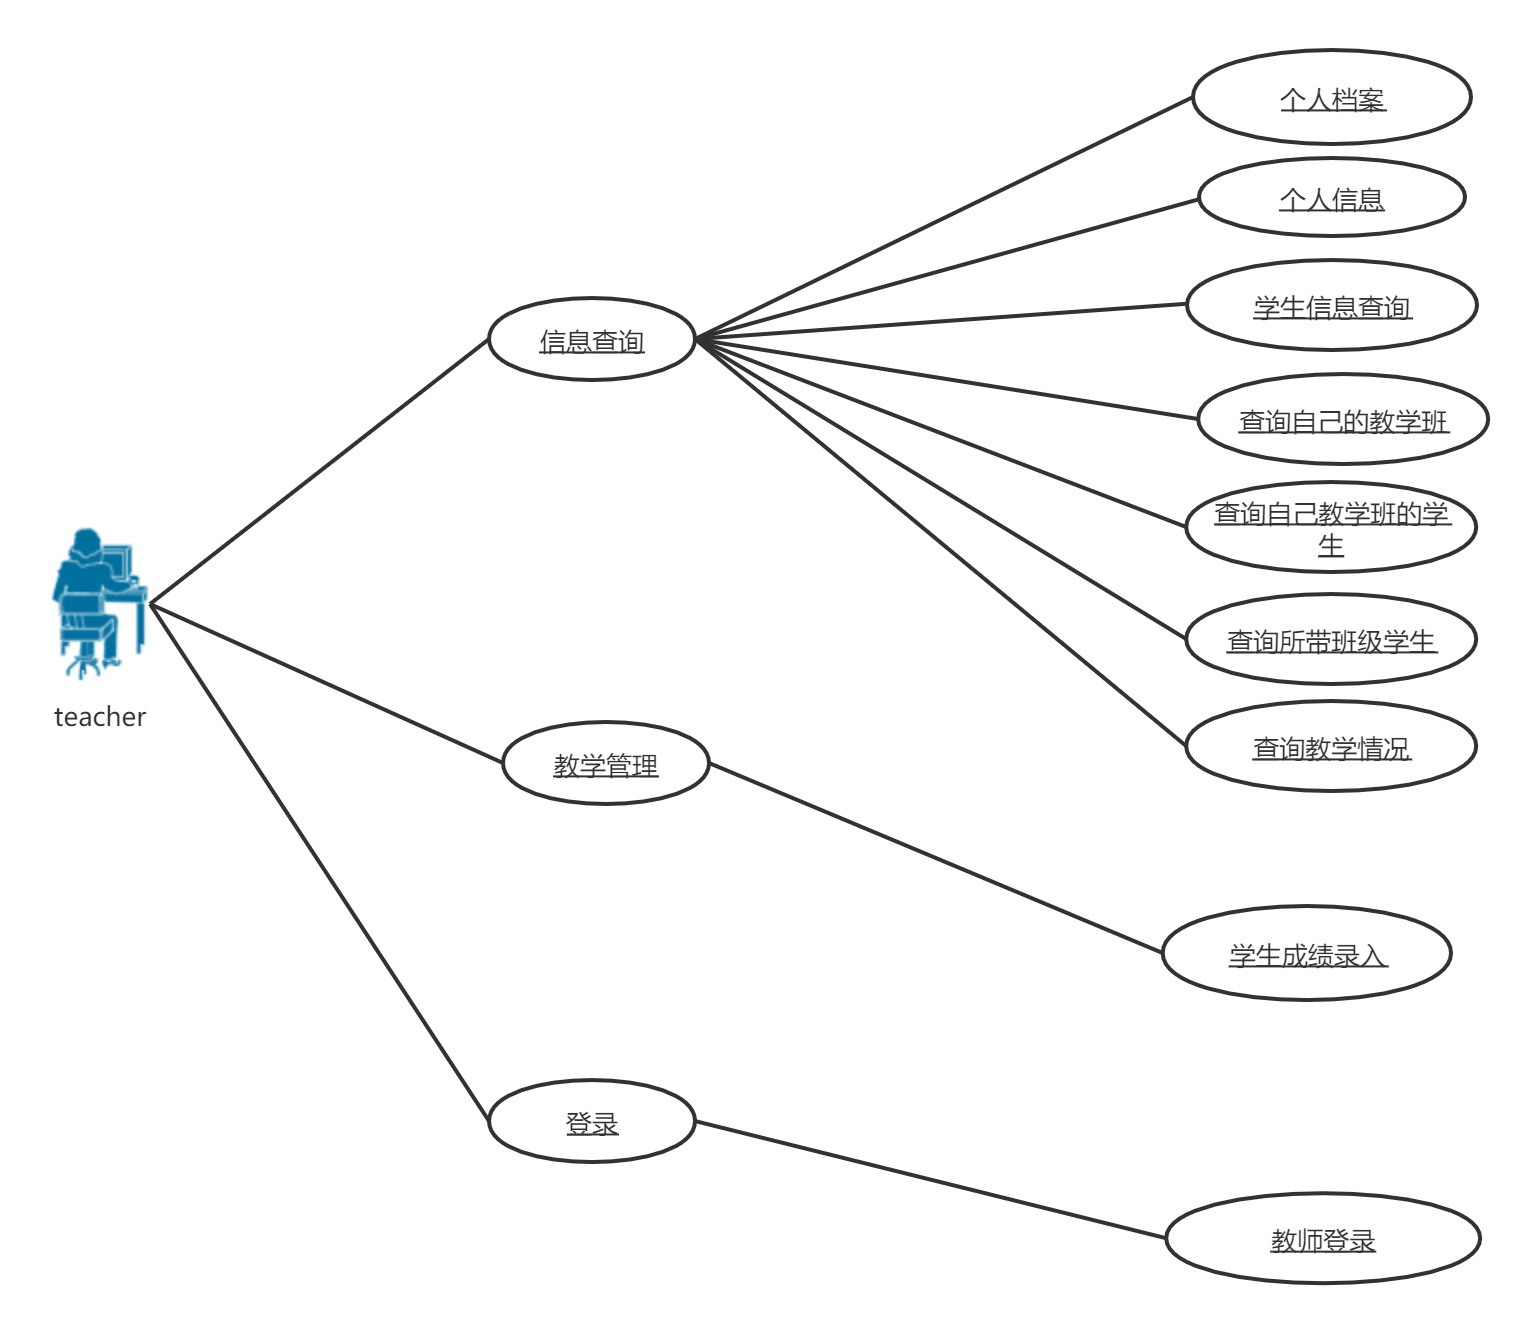 个人档案
个人信息
学生信息查询
信息查询
查询自己的教学班
查询自己教学班的学
生
查询所带班级学生
查询教学情况
teacher
教学管理
学生成绩录入
登录
教师登录